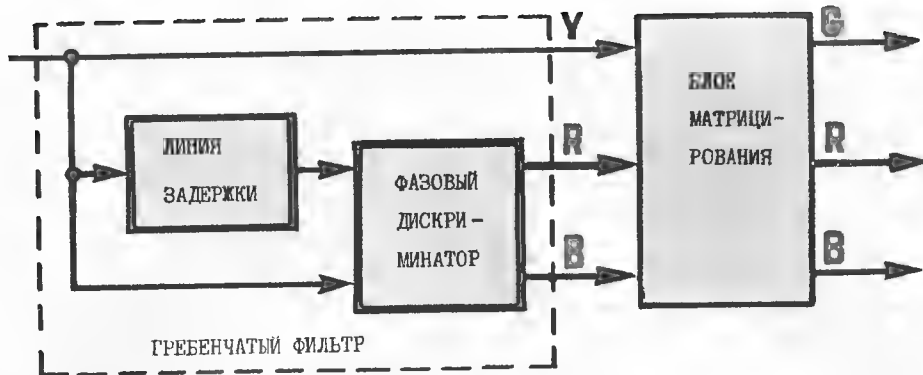 Y
G
БЛОК
МАТРИЦИ-
РОВАНИЯ
ЛИНИЯ
ЗАДЕРЖКИ
R
R
ФАЗОВЫЙ
ДИСКРИ-
МИНАТОР
B
B
ГРЕБЕНЧАТЫЙ ФИЛЬТР